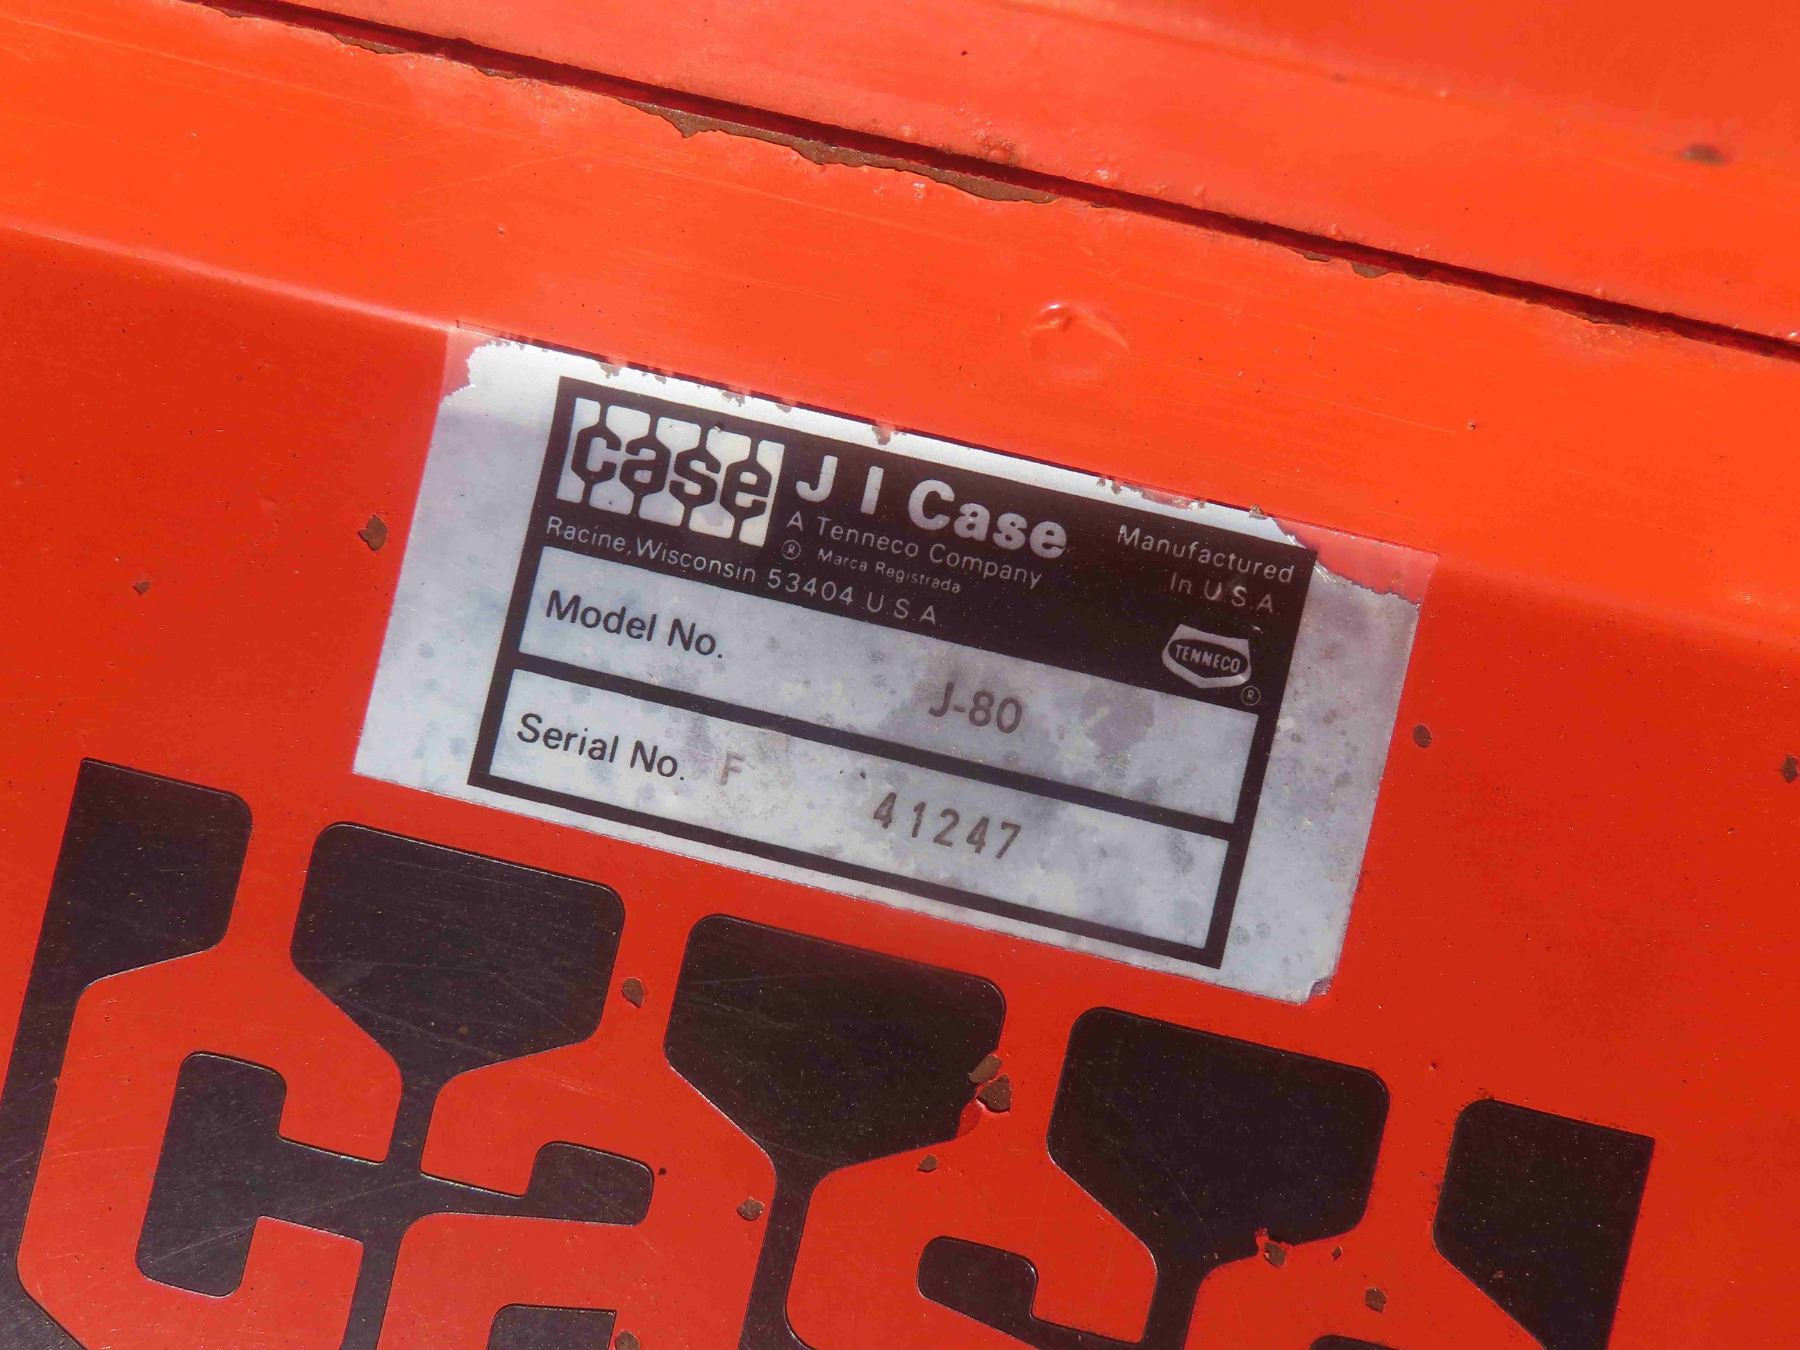 case J I Case
A Tenneco Company
® Marca Registrada
Racine, Wisconsin 53404 U S A
Manufactured
In U.S.A
TENNECO ®
Model No. J-80
Serial No. F 41247
case